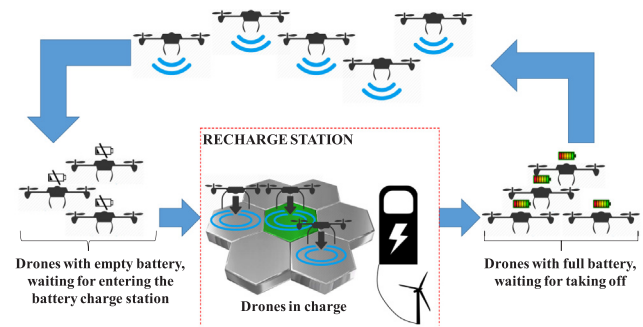 RECHARGE STATION
Drones with empty battery,
waiting for entering the
battery charge station
Drones in charge
Drones with full battery,
waiting for taking off